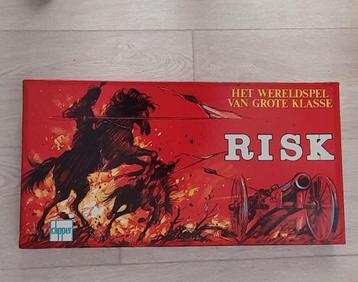 HET WERELDSPEL
VAN GROTE KLASSE
RISK
clipper